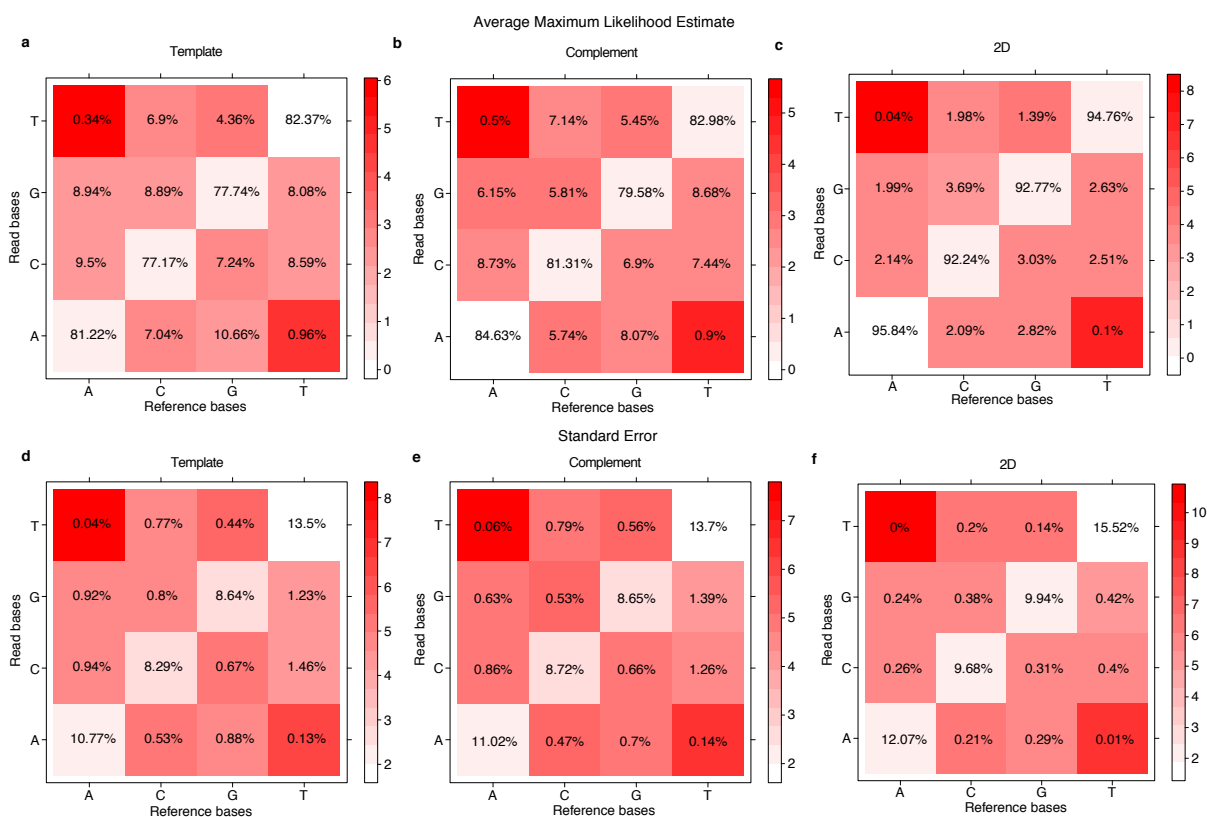 Average Maximum Likelihood Estimate
a
Template
Read bases
T 0.34% 6.9% 4.36% 82.37%
G 8.94% 8.89% 77.74% 8.08%
C 9.5% 77.17% 7.24% 8.59%
A 81.22% 7.04% 10.66% 0.96%
A C G T
Reference bases
6
5
4
3
2
1
0
b
Complement
Read bases
T 0.5% 7.14% 5.45% 82.98%
G 6.15% 5.81% 79.58% 8.68%
C 8.73% 81.31% 6.9% 7.44%
A 84.63% 5.74% 8.07% 0.9%
A C G T
Reference bases
5
4
3
2
1
0
c
2D
Read bases
T 0.04% 1.98% 1.39% 94.76%
G 1.99% 3.69% 92.77% 2.63%
C 2.14% 92.24% 3.03% 2.51%
A 95.84% 2.09% 2.82% 0.1%
A C G T
Reference bases
8
7
6
5
4
3
2
1
0
Standard Error
d
Template
Read bases
T 0.04% 0.77% 0.44% 13.5%
G 0.92% 0.8% 8.64% 1.23%
C 0.94% 8.29% 0.67% 1.46%
A 10.77% 0.53% 0.88% 0.13%
A C G T
Reference bases
8
7
6
5
4
3
2
e
Complement
Read bases
T 0.06% 0.79% 0.56% 13.7%
G 0.63% 0.53% 8.65% 1.39%
C 0.86% 8.72% 0.66% 1.26%
A 11.02% 0.47% 0.7% 0.14%
A C G T
Reference bases
7
6
5
4
3
2
f
2D
Read bases
T 0% 0.2% 0.14% 15.52%
G 0.24% 0.38% 9.94% 0.42%
C 0.26% 9.68% 0.31% 0.4%
A 12.07% 0.21% 0.29% 0.01%
A C G T
Reference bases
10
9
8
7
6
5
4
3
2